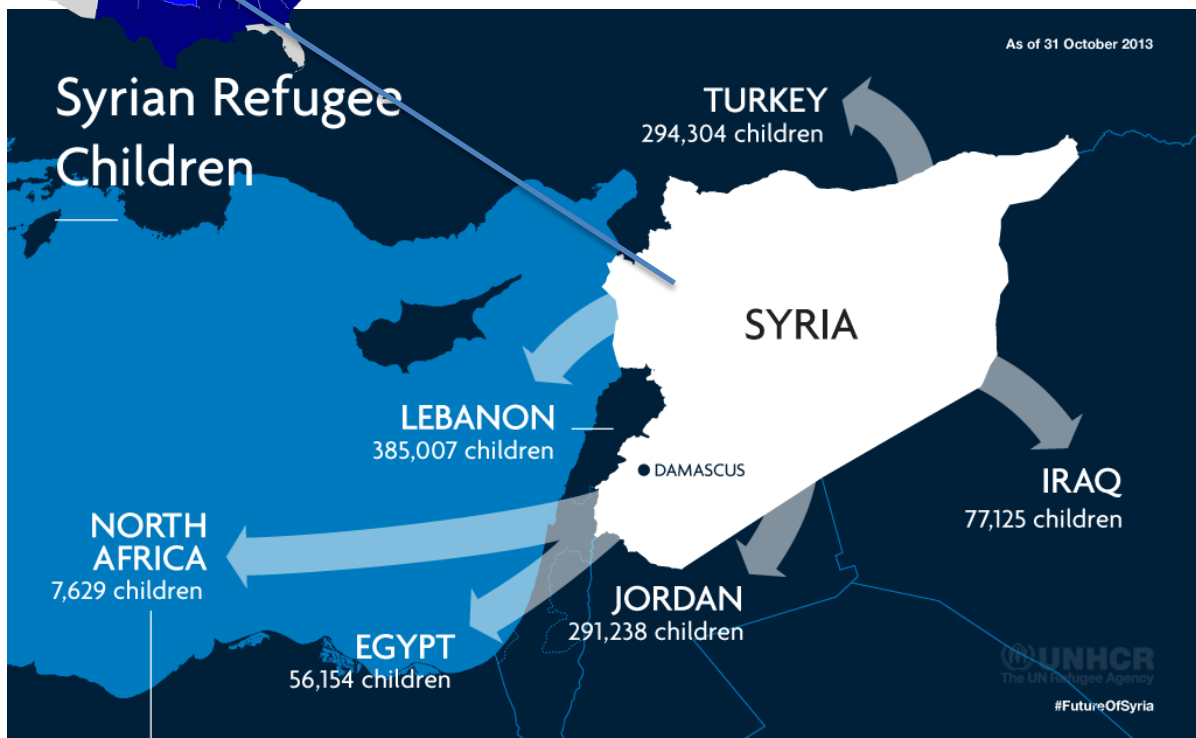 As of 31 October 2013
Syrian Refugee
Children
TURKEY
294,304 children
SYRIA
LEBANON
385,007 children
DAMASCUS
IRAQ
77,125 children
NORTH
AFRICA
7,629 children
JORDAN
291,238 children
EGYPT
56,154 children
UNHCR
The UN Refugee Agency
#FutureOfSyria